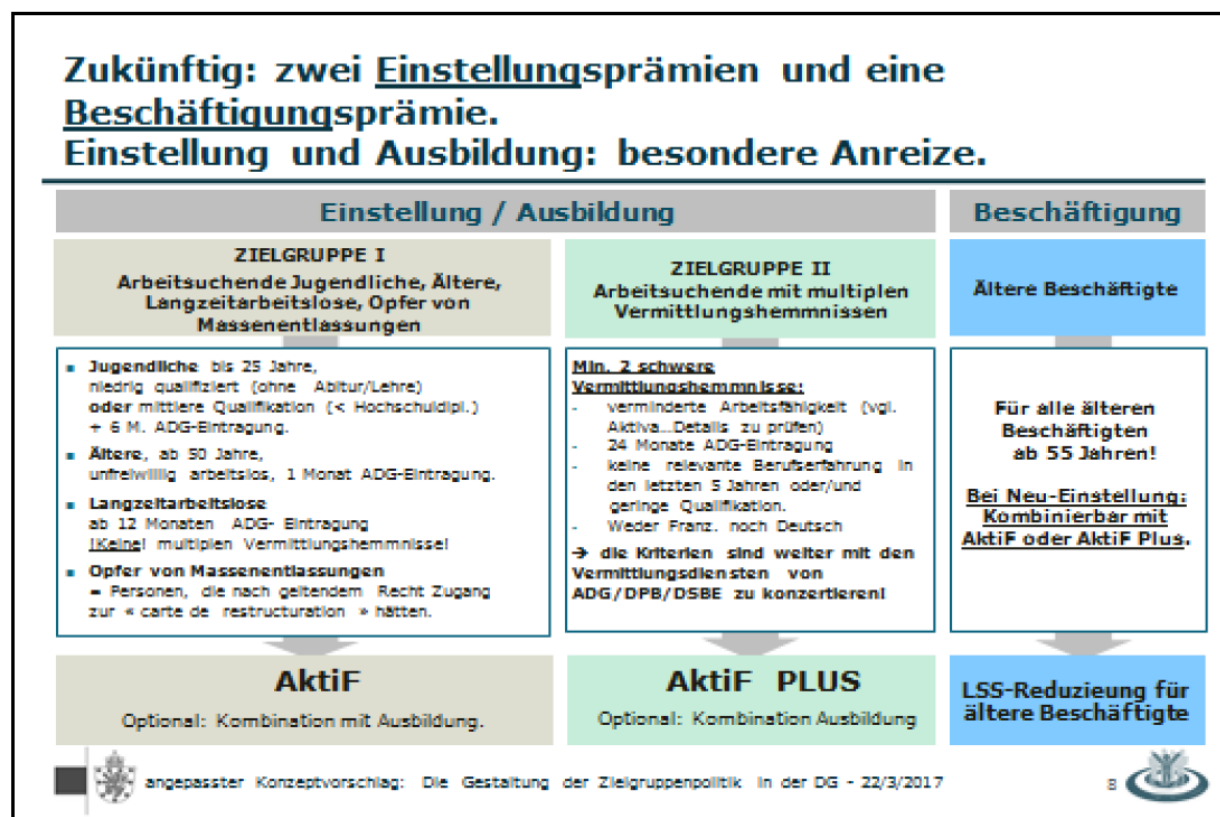 Zukünftig: zwei Einstellungsprämien und eine
Beschäftigungsprämie.
Einstellung und Ausbildung: besondere Anreize.
Einstellung / Ausbildung
Beschäftigung
ZIELGRUPPE I
Arbeitsuchende Jugendliche, Ältere,
Langzeitarbeitslose, Opfer von
Massenentlassungen
ZIELGRUPPE II
Arbeitsuchende mit multiplen
Vermittlungshemmnissen
Ältere Beschäftigte
▪ Jugendliche bis 25 Jahre,
niedrig qualifiziert (ohne Abitur/Lehre)
oder mittlere Qualifikation (< Hochschuldipl.)
+ 6 M. ADG-Eintragung.
▪ Ältere, ab 50 Jahre,
unfreiwillig arbeitslos, 1 Monat ADG-Eintragung.
▪ Langzeitarbeitslose
ab 12 Monaten ADG- Eintragung
!Keine! multiplen Vermittlungshemmnisse!
▪ Opfer von Massenentlassungen
= Personen, die nach geltendem Recht Zugang
zur « carte de restructuration » hätten.
Min. 2 schwere
Vermittlungshemmnisse:
- verminderte Arbeitsfähigkeit (vgl.
Aktiva...Details zu prüfen)
- 24 Monate ADG-Eintragung
- keine relevante Berufserfahrung in
den letzten 5 Jahren oder/und
geringe Qualifikation.
- Weder Franz. noch Deutsch
→ die Kriterien sind weiter mit den
Vermittlungsdiensten von
ADG/DPB/DSBE zu konzertieren!
Für alle älteren
Beschäftigten
ab 55 Jahren!
Bei Neu-Einstellung:
Kombinierbar mit
AktiF oder AktiF Plus.
AktiF
Optional: Kombination mit Ausbildung.
AktiF PLUS
Optional: Kombination Ausbildung
LSS-Reduzieung für
ältere Beschäftigte
angepasster Konzeptvorschlag: Die Gestaltung der Zielgruppenpolitik in der DG - 22/3/2017
8